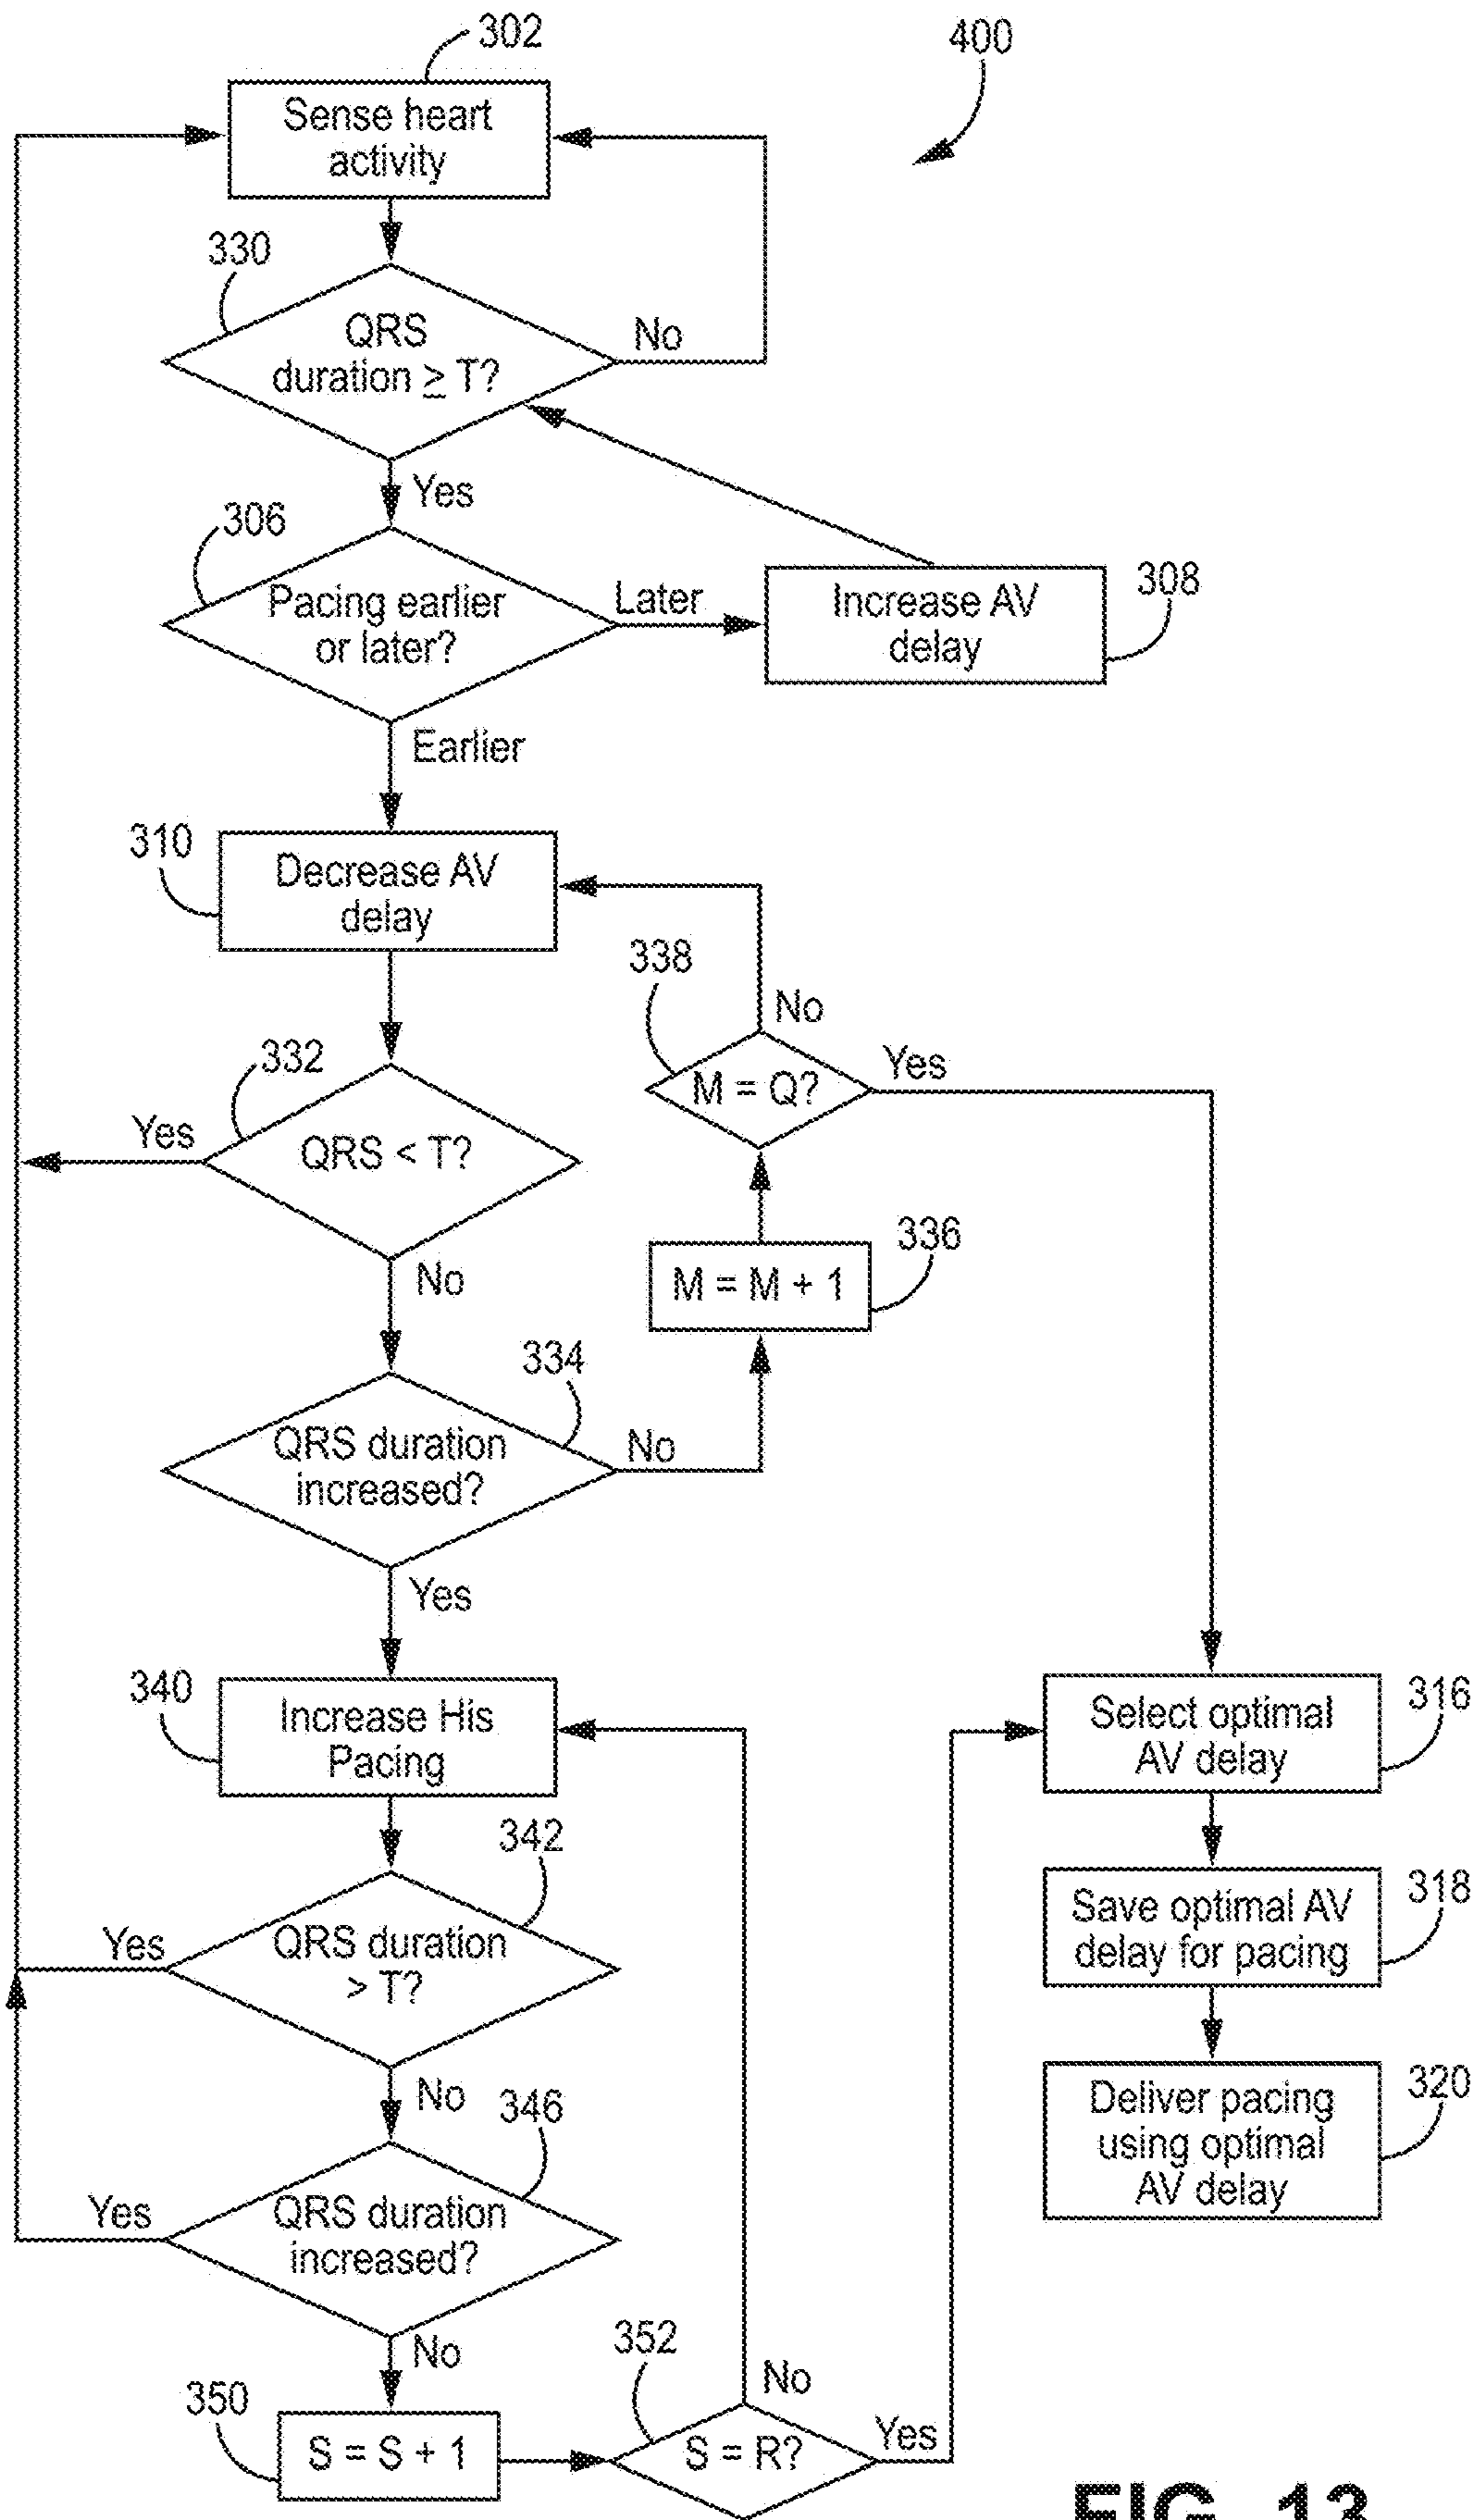 302
400
Sense heart
activity
330
QRS
duration ≥ T?
No
Yes
306
Pacing earlier
or later?
Later
Increase AV
delay
308
Earlier
310
Decrease AV
delay
338
No
M = Q?
Yes
332
Yes
QRS < T?
336
M = M + 1
No
334
QRS duration
increased?
No
Yes
340
Increase His
Pacing
Select optimal
AV delay
316
342
Yes
QRS duration
> T?
Save optimal AV
delay for pacing
318
No
346
Deliver pacing
using optimal
AV delay
320
Yes
QRS duration
increased?
No
352
No
350
S = S + 1
S = R?
Yes
FIG. 13